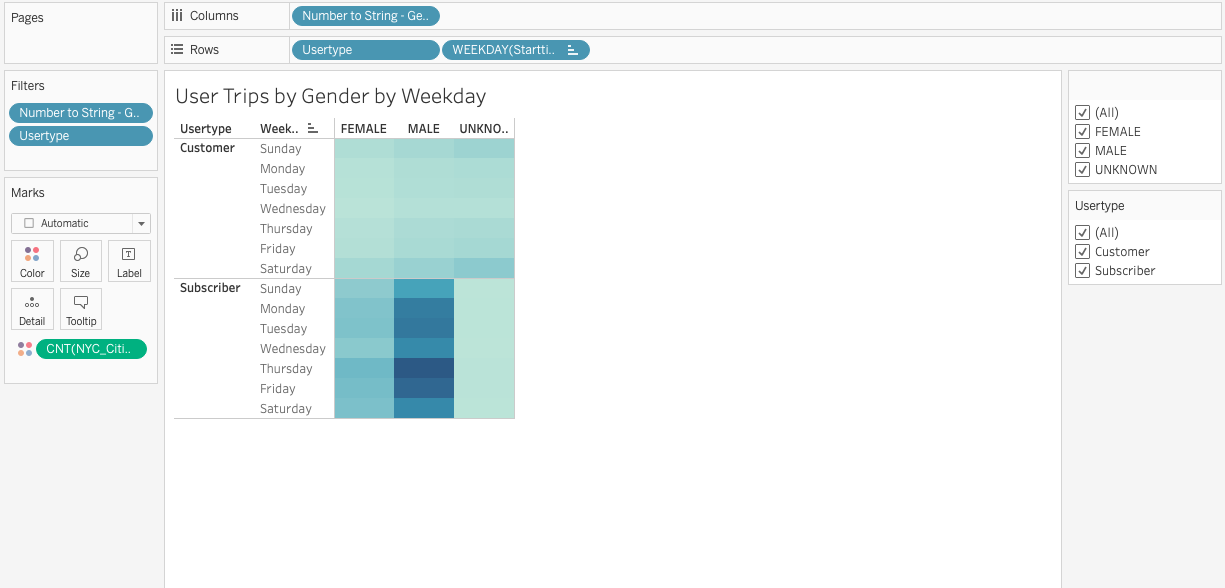 Pages
Columns
Number to String - Ge..
Rows
Usertype
WEEKDAY(Startti..
Filters
Number to String - G..
Usertype
Marks
Automatic
Color
Size
Label
Detail
Tooltip
CNT(NYC_Citi..
User Trips by Gender by Weekday
Usertype Week.. FEMALE MALE UNKNO..
Customer Sunday
Monday
Tuesday
Wednesday
Thursday
Friday
Saturday
Subscriber Sunday
Monday
Tuesday
Wednesday
Thursday
Friday
Saturday
(All)
FEMALE
MALE
UNKNOWN
Usertype
(All)
Customer
Subscriber